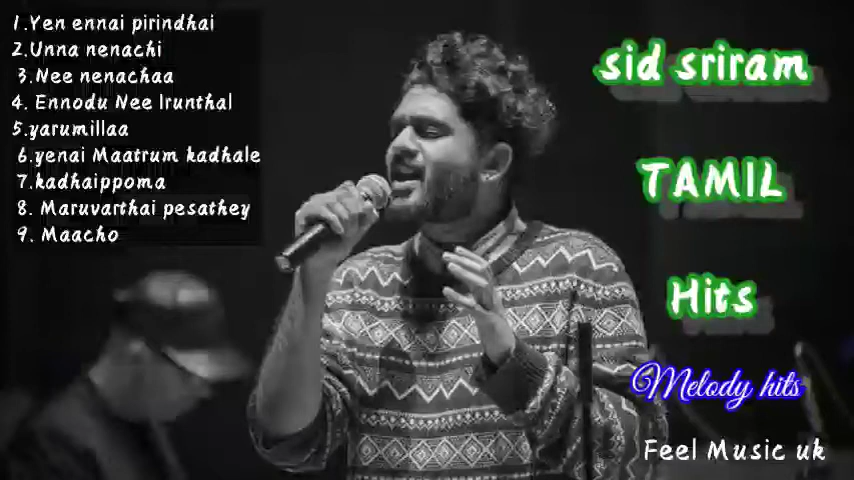 1.Yen ennai pirindhai
2.Unna nenachi
3.Nee nenachaa
4. Ennodu Nee Irunthal
5.yarumillaa
6.yenai Maatrum kadhale
7.kadhaippoma
8. Maruvarthai pesathey
9. Maacho
sid sriram
TAMIL
Hits
Melody hits
Feel Music uk